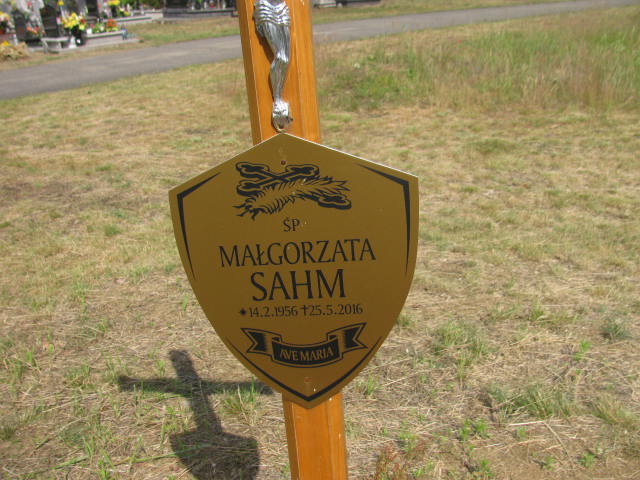 ŚP
MAŁGORZATA
SAHM
*14.2.1956 †25.5.2016
AVE MARIA